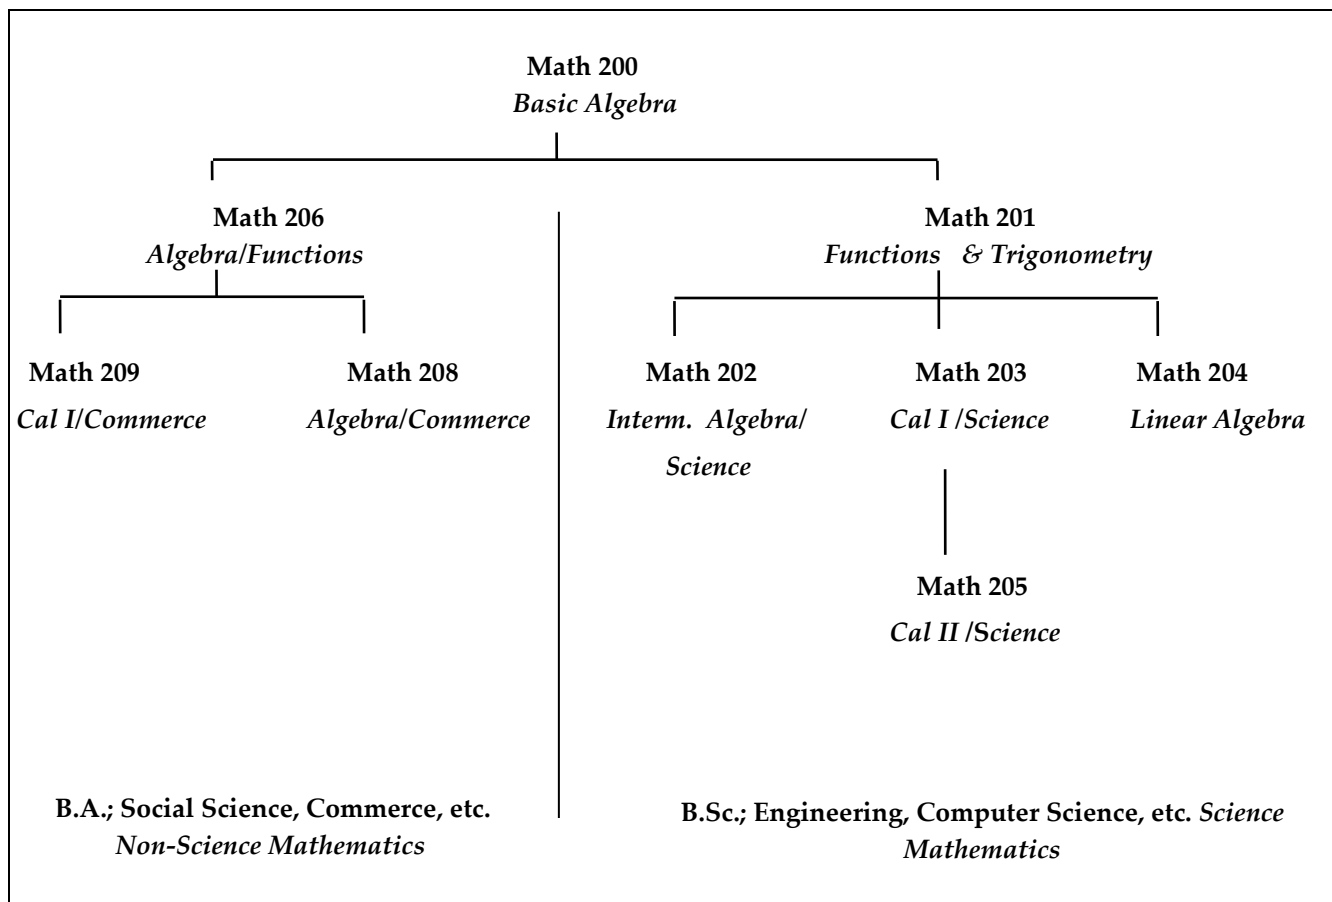 Math 200
Basic Algebra
Math 206
Algebra/Functions
Math 201
Functions & Trigonometry
Math 209
Cal I/Commerce
Math 208
Algebra/Commerce
Math 202
Interm. Algebra/
Science
Math 203
Cal I /Science
Math 204
Linear Algebra
Math 205
Cal II /Science
B.A.; Social Science, Commerce, etc.
Non-Science Mathematics
B.Sc.; Engineering, Computer Science, etc. Science
Mathematics